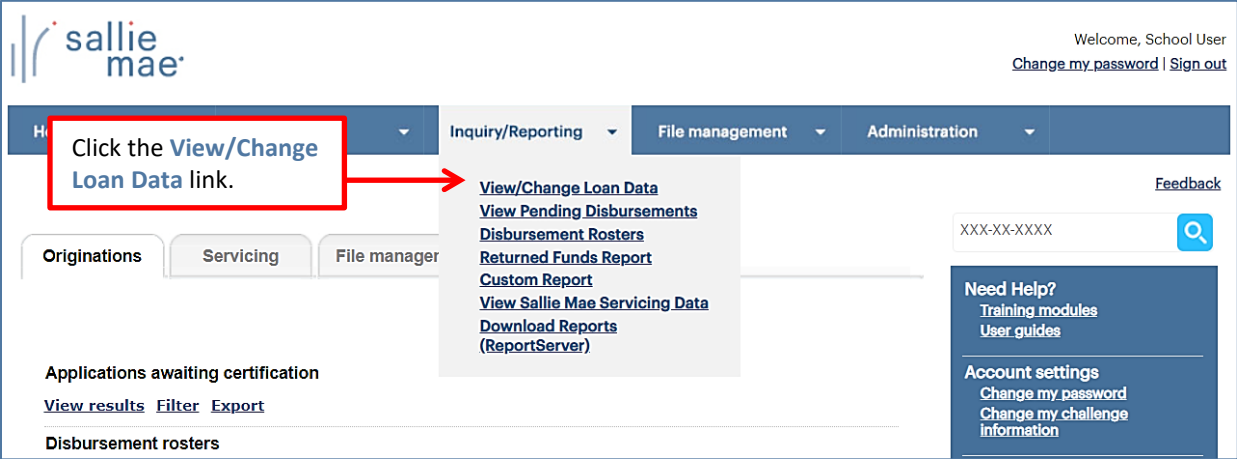 sallie
mae
Welcome, School User
Change my password | Sign out
Inquiry/Reporting
File management
Administration
Click the View/Change
Loan Data link.
View/Change Loan Data
View Pending Disbursements
Disbursement Rosters
Returned Funds Report
Custom Report
View Sallie Mae Servicing Data
Download Reports
(ReportServer)
Feedback
XXX-XX-XXXX
Originations
Servicing
File manager
Need Help?
Training modules
User guides
Account settings
Change my password
Change my challenge
information
Applications awaiting certification
View results Filter Export
Disbursement rosters